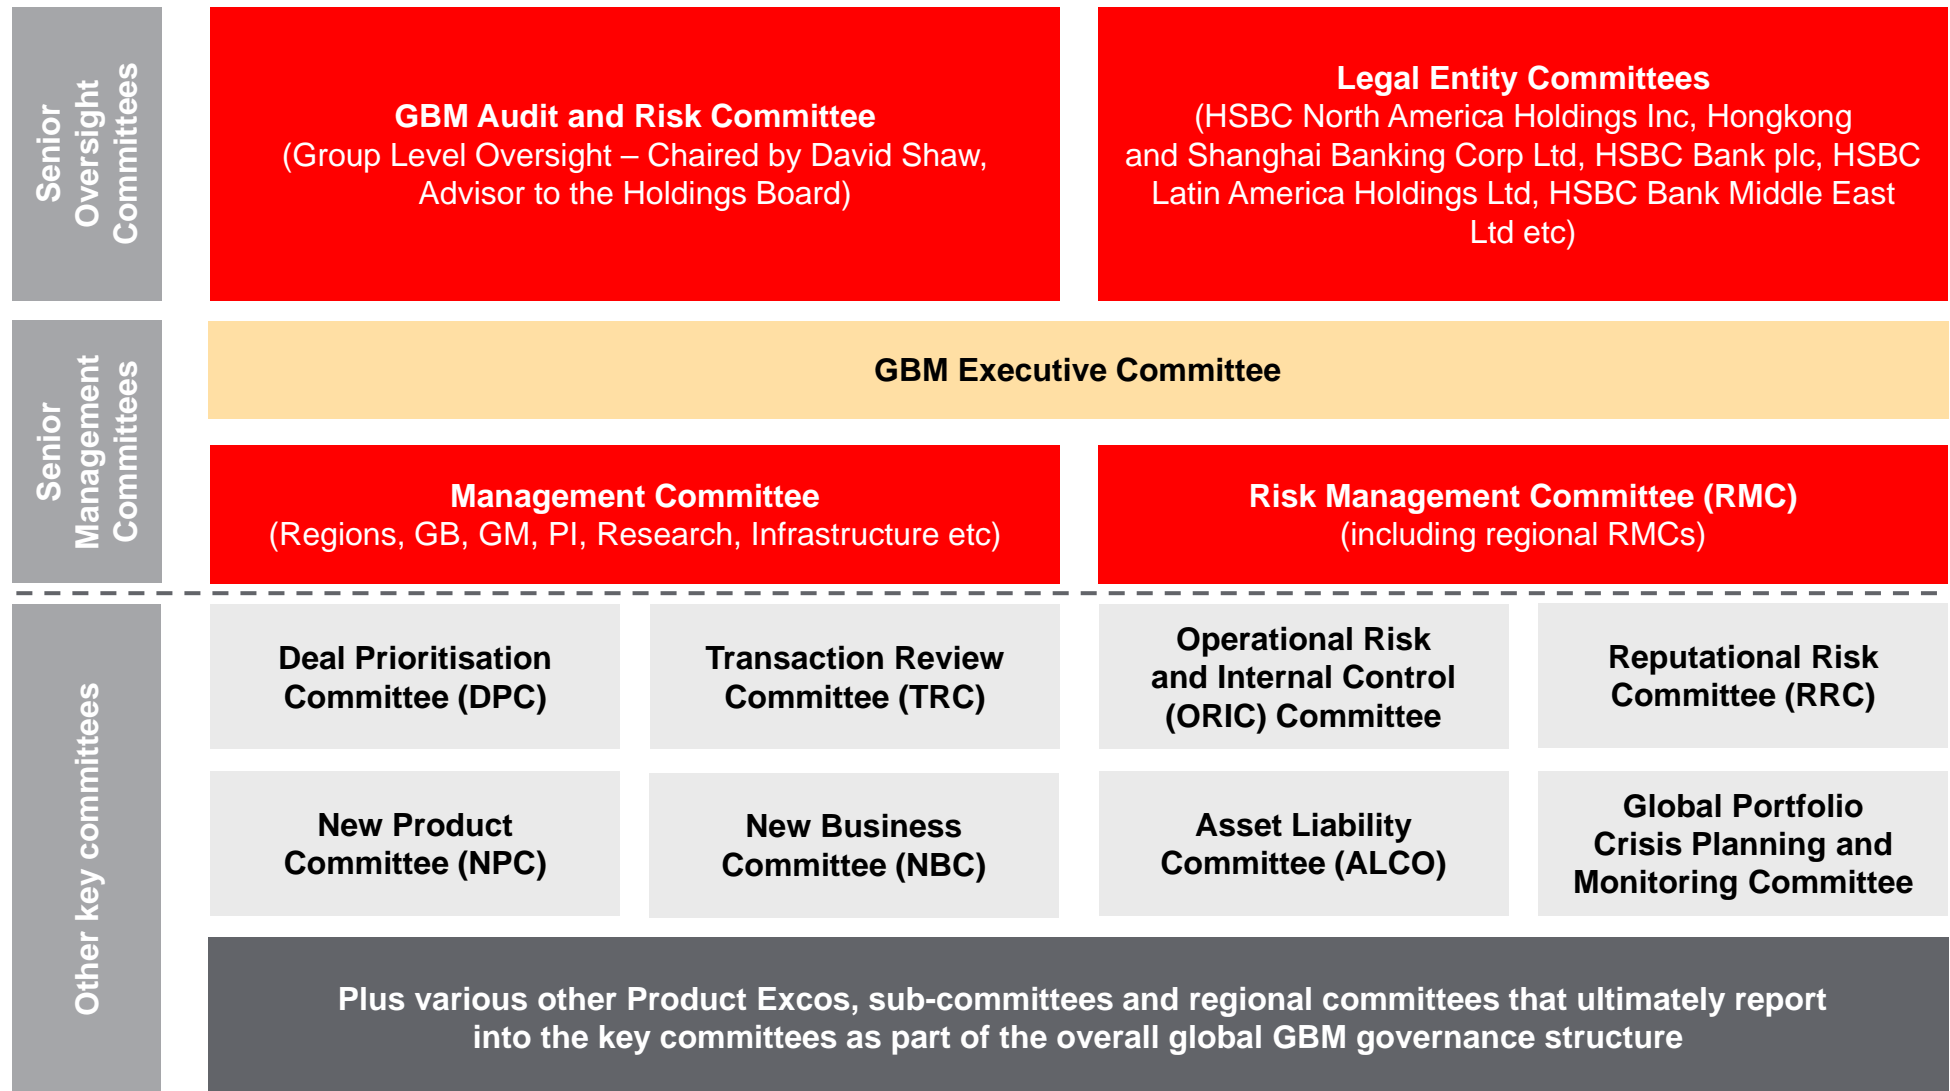 Senior
Oversight
Committees
GBM Audit and Risk Committee
(Group Level Oversight – Chaired by David Shaw,
Advisor to the Holdings Board)
Legal Entity Committees
(HSBC North America Holdings Inc, Hongkong
and Shanghai Banking Corp Ltd, HSBC Bank plc, HSBC
Latin America Holdings Ltd, HSBC Bank Middle East
Ltd etc)
Senior
Management
Committees
GBM Executive Committee
Management Committee
(Regions, GB, GM, PI, Research, Infrastructure etc)
Risk Management Committee (RMC)
(including regional RMCs)
Other key committees
Deal Prioritisation
Committee (DPC)
Transaction Review
Committee (TRC)
Operational Risk
and Internal Control
(ORIC) Committee
Reputational Risk
Committee (RRC)
New Product
Committee (NPC)
New Business
Committee (NBC)
Asset Liability
Committee (ALCO)
Global Portfolio
Crisis Planning and
Monitoring Committee
Plus various other Product Excos, sub-committees and regional committees that ultimately report
into the key committees as part of the overall global GBM governance structure